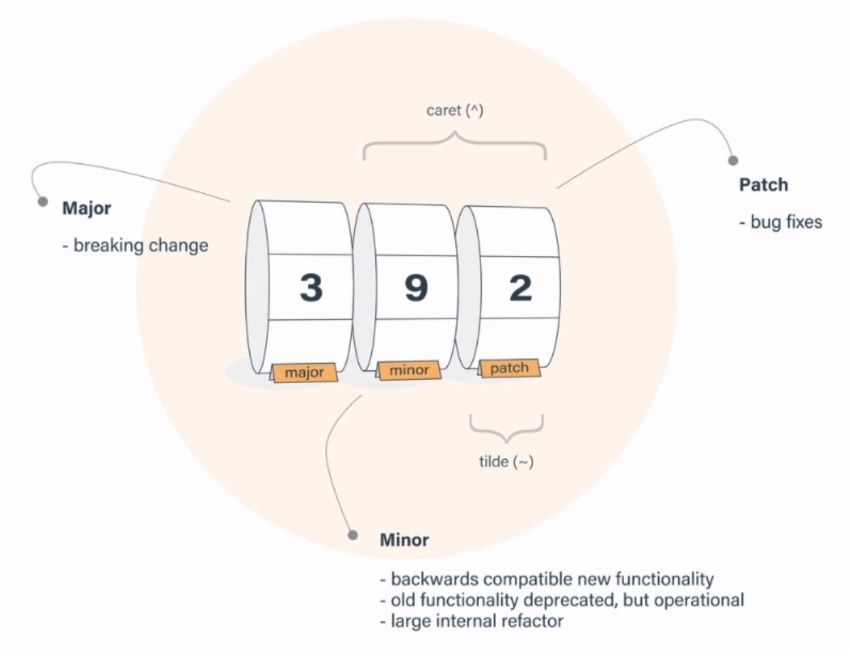 caret (^)
Major
- breaking change
Patch
- bug fixes
3 9 2
major minor patch
tilde (~)
Minor
- backwards compatible new functionality
- old functionality deprecated, but operational
- large internal refactor